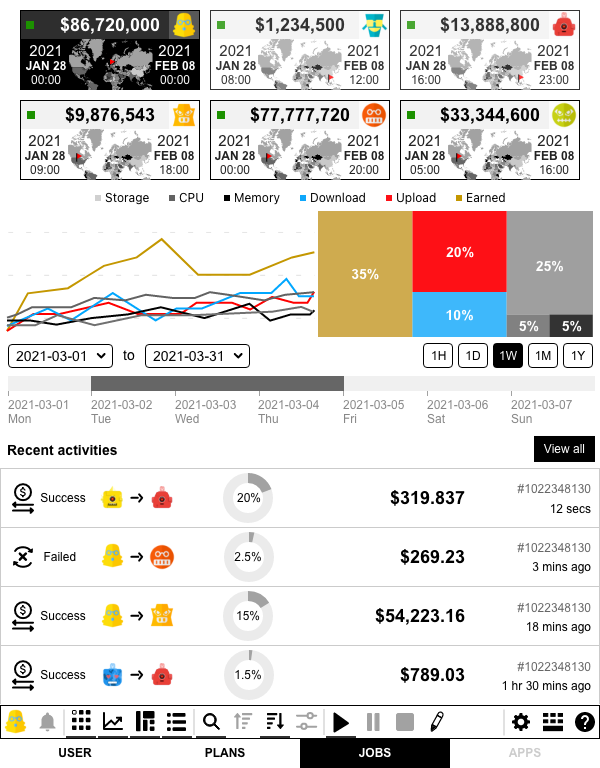 $86,720,000
2021 2021
JAN 28 FEB 08
00:00 00:00
$1,234,500
2021 2021
JAN 28 FEB 08
08:00 12:00
$13,888,800
2021 2021
JAN 28 FEB 08
16:00 23:00
$9,876,543
2021 2021
JAN 28 FEB 08
09:00 18:00
$77,777,720
2021 2021
JAN 28 FEB 08
00:00 20:00
$33,344,600
2021 2021
JAN 28 FEB 08
05:00 16:00
Storage CPU Memory Download Upload Earned
35%
20%
10%
25%
5% 5%
2021-03-01 to 2021-03-31 1H 1D 1W 1M 1Y
2021-03-01 2021-03-02 2021-03-03 2021-03-04 2021-03-05 2021-03-06 2021-03-07
Mon Tue Wed Thu Fri Sat Sun
Recent activities View all
Success 20% $319.837 #1022348130
12 secs
Failed 2.5% $269.23 #1022348130
3 mins ago
Success 15% $54,223.16 #1022348130
18 mins ago
Success 1.5% $789.03 #1022348130
1 hr 30 mins ago
USER PLANS JOBS APPS